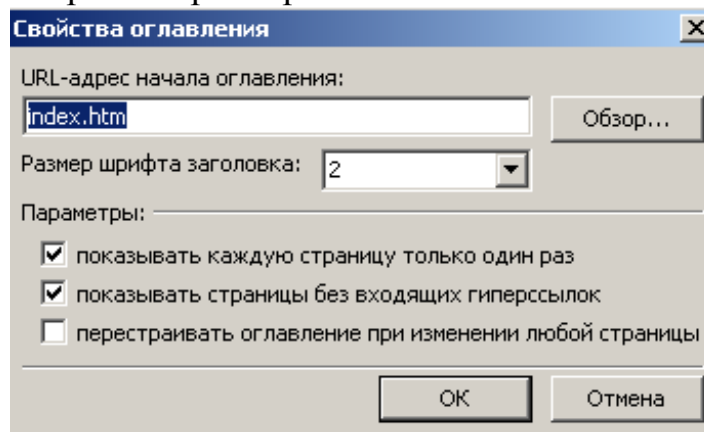 Свойства оглавления
URL-адрес начала оглавления:
index.htm
Обзор...
Размер шрифта заголовка: 2
Параметры:
показывать каждую страницу только один раз
показывать страницы без входящих гиперссылок
перестраивать оглавление при изменении любой страницы
ОК Отмена